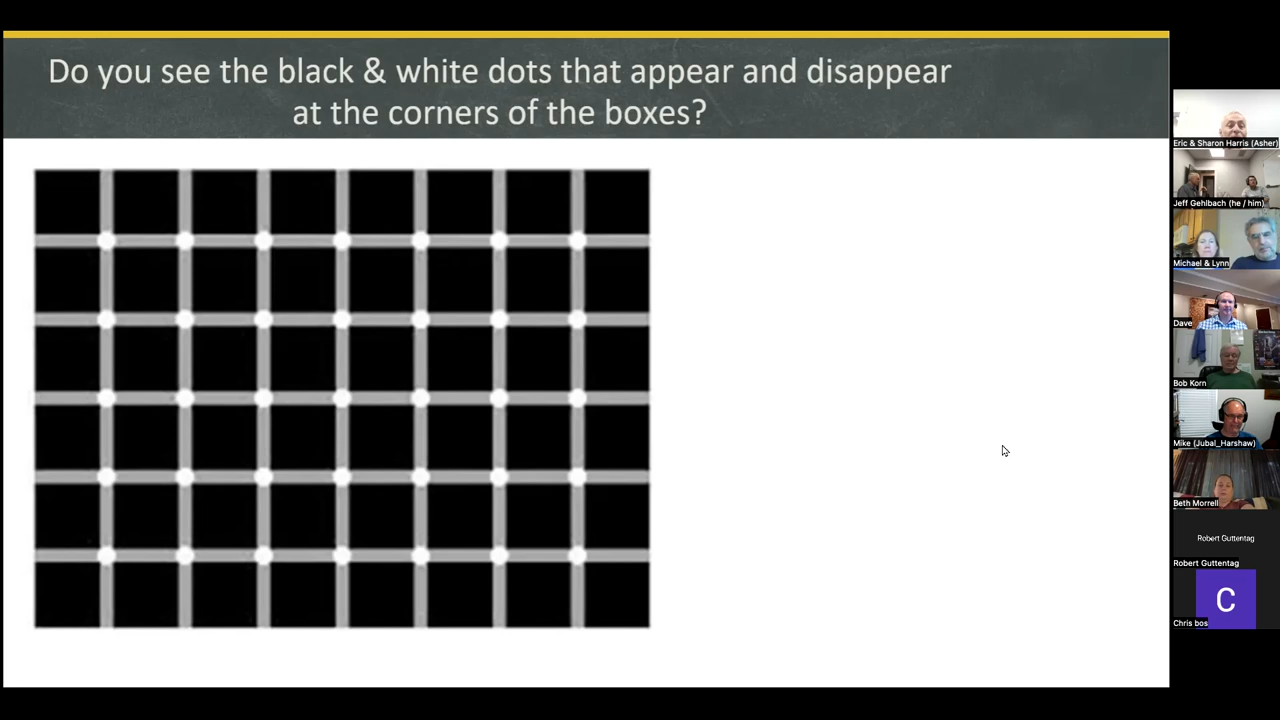 Do you see the black & white dots that appear and disappear
at the corners of the boxes?
Eric & Sharon Harris (Asher)
Jeff Gehlbach (he / him)
Michael & Lynn
Dave
Bob Korn
Mike (Jubal_Harshaw)
Beth Morrell
Robert Guttentag
Robert Guttentag
C
Chris bos